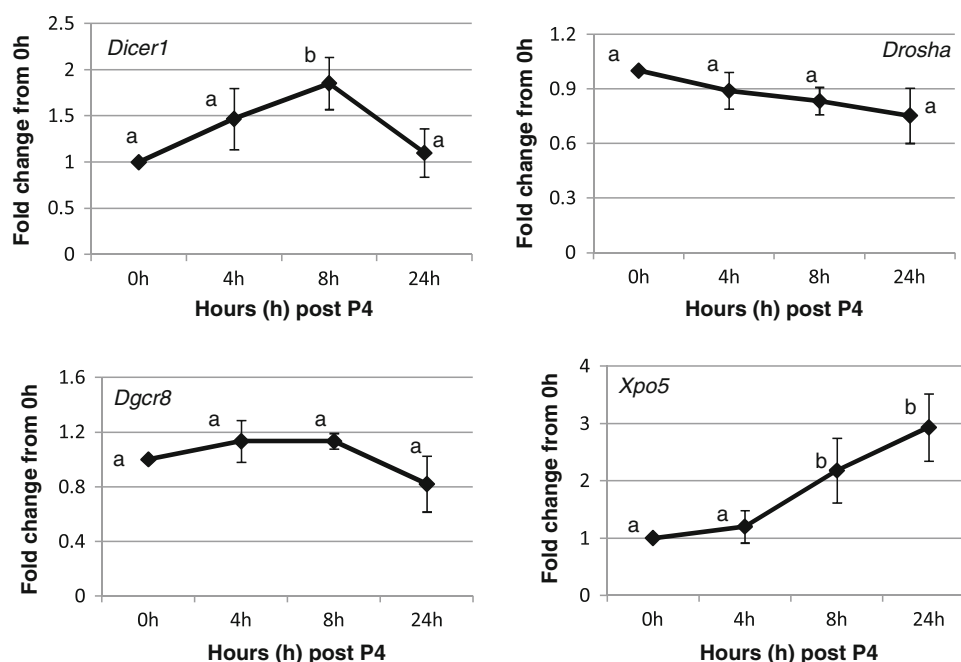 Fold change from 0h
2.5
2
1.5
1
0.5
0
Dicer1
a
a
b
a
0h
4h
8h
24h
Hours (h) post P4
Fold change from 0h
1.2
0.9
0.6
0.3
0
Drosha
a
a
a
a
0h
4h
8h
24h
Hours (h) post P4
Fold change from 0h
1.6
1.2
0.8
0.4
0
Dgcr8
a
a
a
a
0h
4h
8h
24h
Hours (h) post P4
Fold change from 0h
4
3
2
1
0
Xpo5
a
a
b
b
0h
4h
8h
24h
Hours (h) post P4